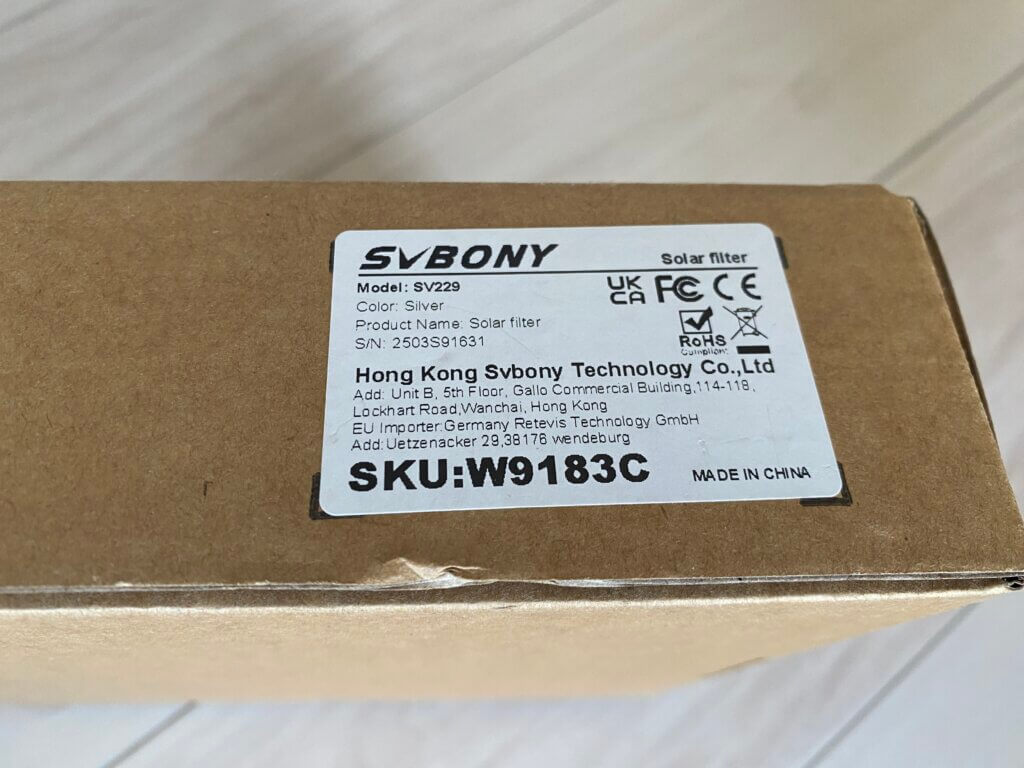 SVBONY
Solar filter
Model: SV229
Color: Silver
Product Name: Solar filter
S/N: 2503S91631
UK
CA
FC CE
RoHS
Compliant
Hong Kong Svbony Technology Co.,Ltd
Add: Unit B, 5th Floor, Gallo Commercial Building,114-118,
Lockhart Road,Wanchai, Hong Kong
EU Importer:Germany Retevis Technology GmbH
Add:Uetzenacker 29,38176 wendeburg
SKU:W9183C
MADE IN CHINA